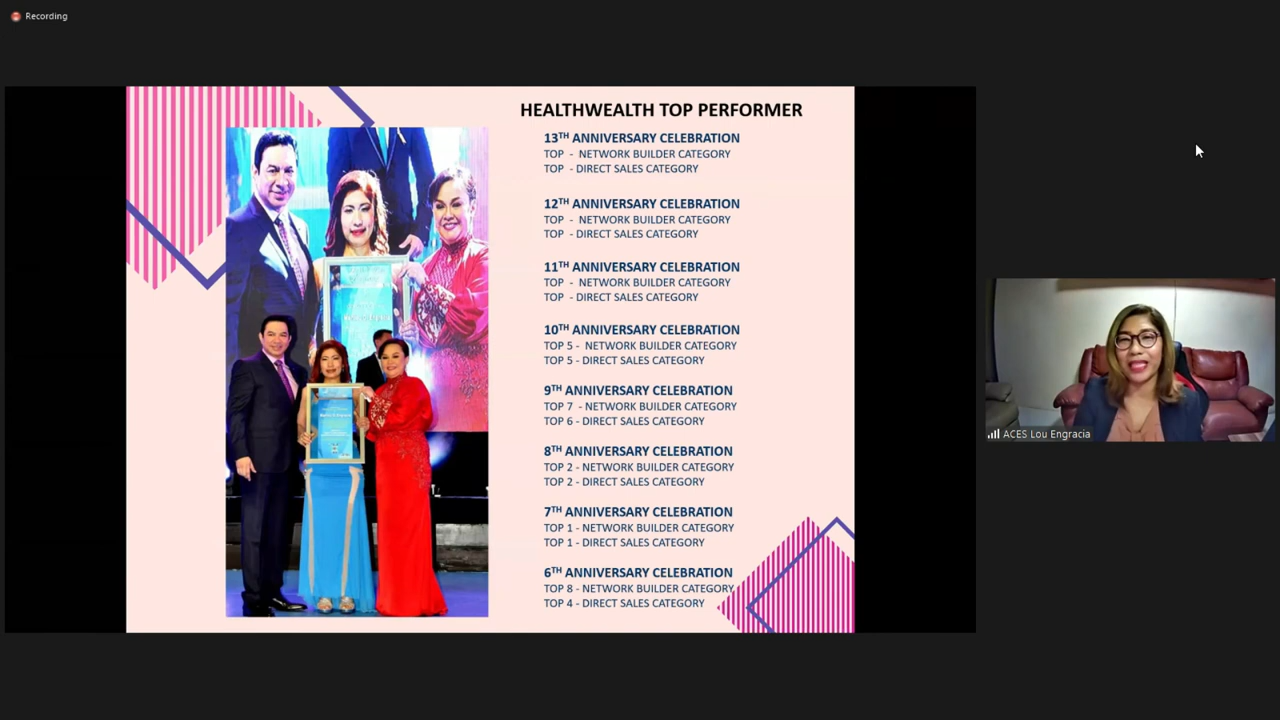 Recording
HEALTHWEALTH TOP PERFORMER
13TH ANNIVERSARY CELEBRATION
TOP - NETWORK BUILDER CATEGORY
TOP - DIRECT SALES CATEGORY
12TH ANNIVERSARY CELEBRATION
TOP - NETWORK BUILDER CATEGORY
TOP - DIRECT SALES CATEGORY
11TH ANNIVERSARY CELEBRATION
TOP - NETWORK BUILDER CATEGORY
TOP - DIRECT SALES CATEGORY
10TH ANNIVERSARY CELEBRATION
TOP 5 - NETWORK BUILDER CATEGORY
TOP 5 - DIRECT SALES CATEGORY
9TH ANNIVERSARY CELEBRATION
TOP 7 - NETWORK BUILDER CATEGORY
TOP 6 - DIRECT SALES CATEGORY
8TH ANNIVERSARY CELEBRATION
TOP 2 - NETWORK BUILDER CATEGORY
TOP 2 - DIRECT SALES CATEGORY
7TH ANNIVERSARY CELEBRATION
TOP 1 - NETWORK BUILDER CATEGORY
TOP 1 - DIRECT SALES CATEGORY
6TH ANNIVERSARY CELEBRATION
TOP 8 - NETWORK BUILDER CATEGORY
TOP 4 - DIRECT SALES CATEGORY
ACES Lou Engracia